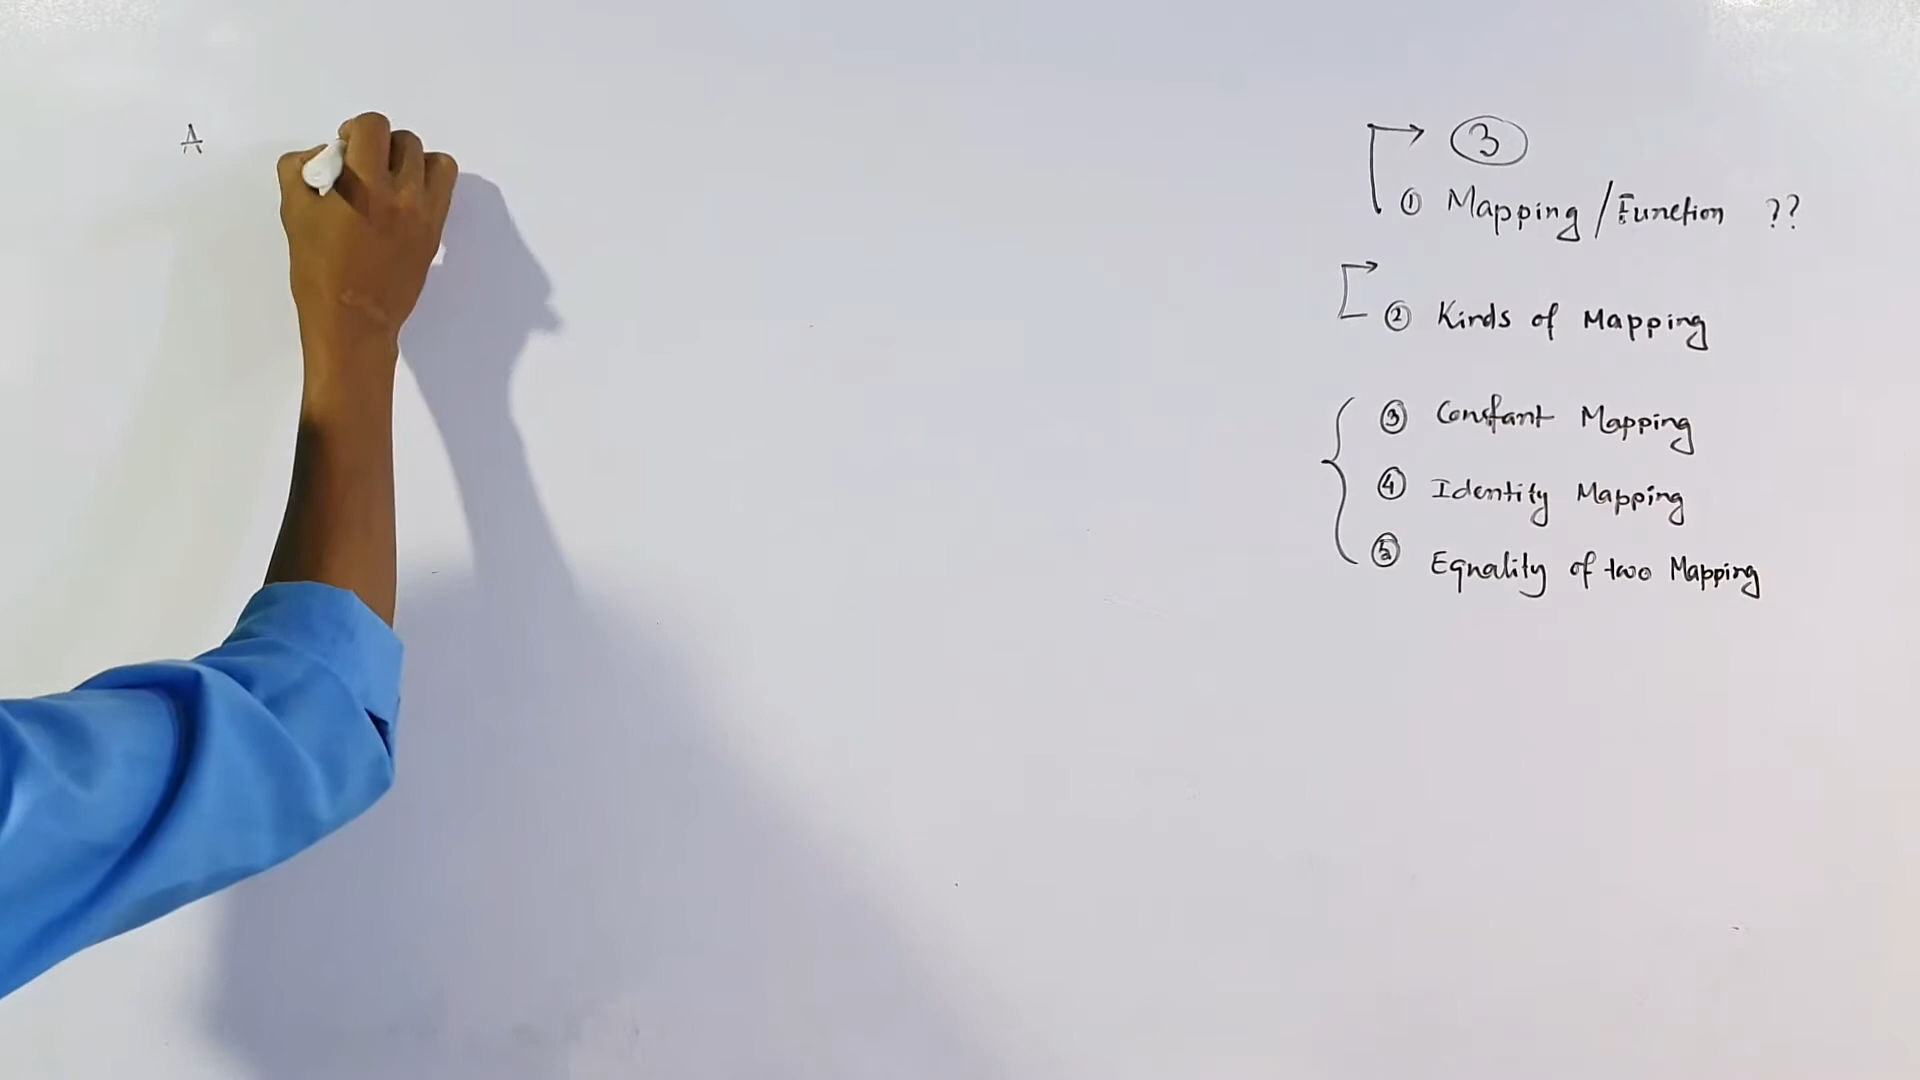 A
3
① Mapping / Function ??
② Kinds of Mapping
③ Constant Mapping
④ Identity Mapping
⑤ Equality of two Mapping